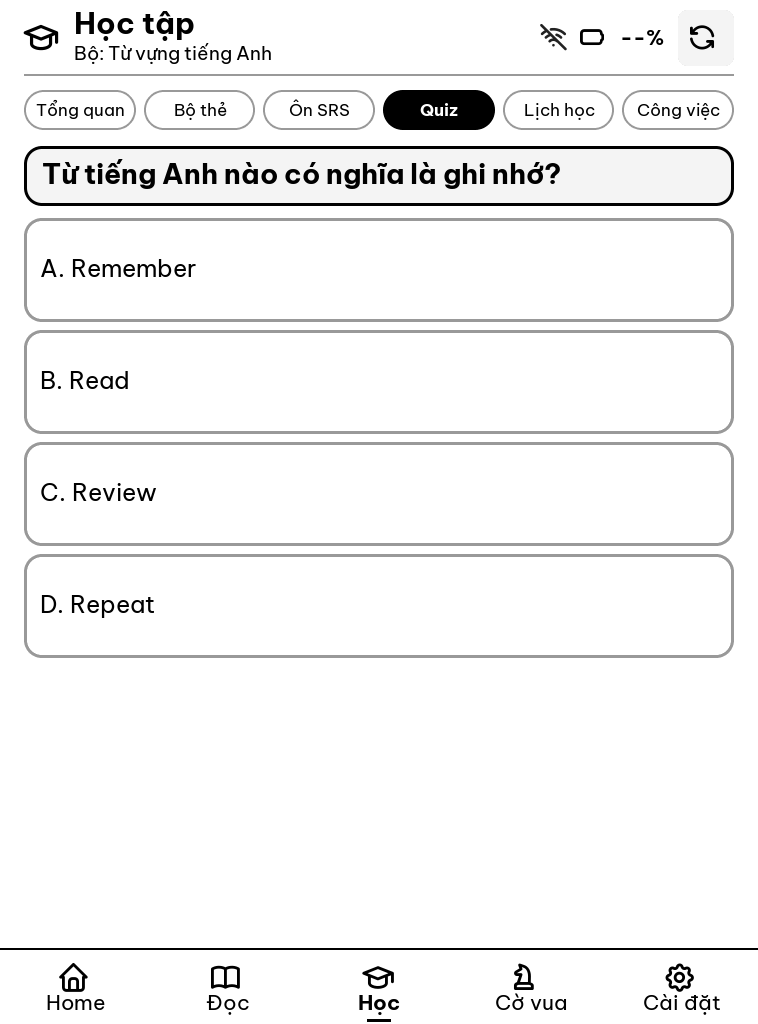 Học tập
Bộ: Từ vựng tiếng Anh
--%
Tổng quan
Bộ thẻ
Ôn SRS
Quiz
Lịch học
Công việc
Từ tiếng Anh nào có nghĩa là ghi nhớ?
A. Remember
B. Read
C. Review
D. Repeat
Home
Đọc
Học
Cờ vua
Cài đặt